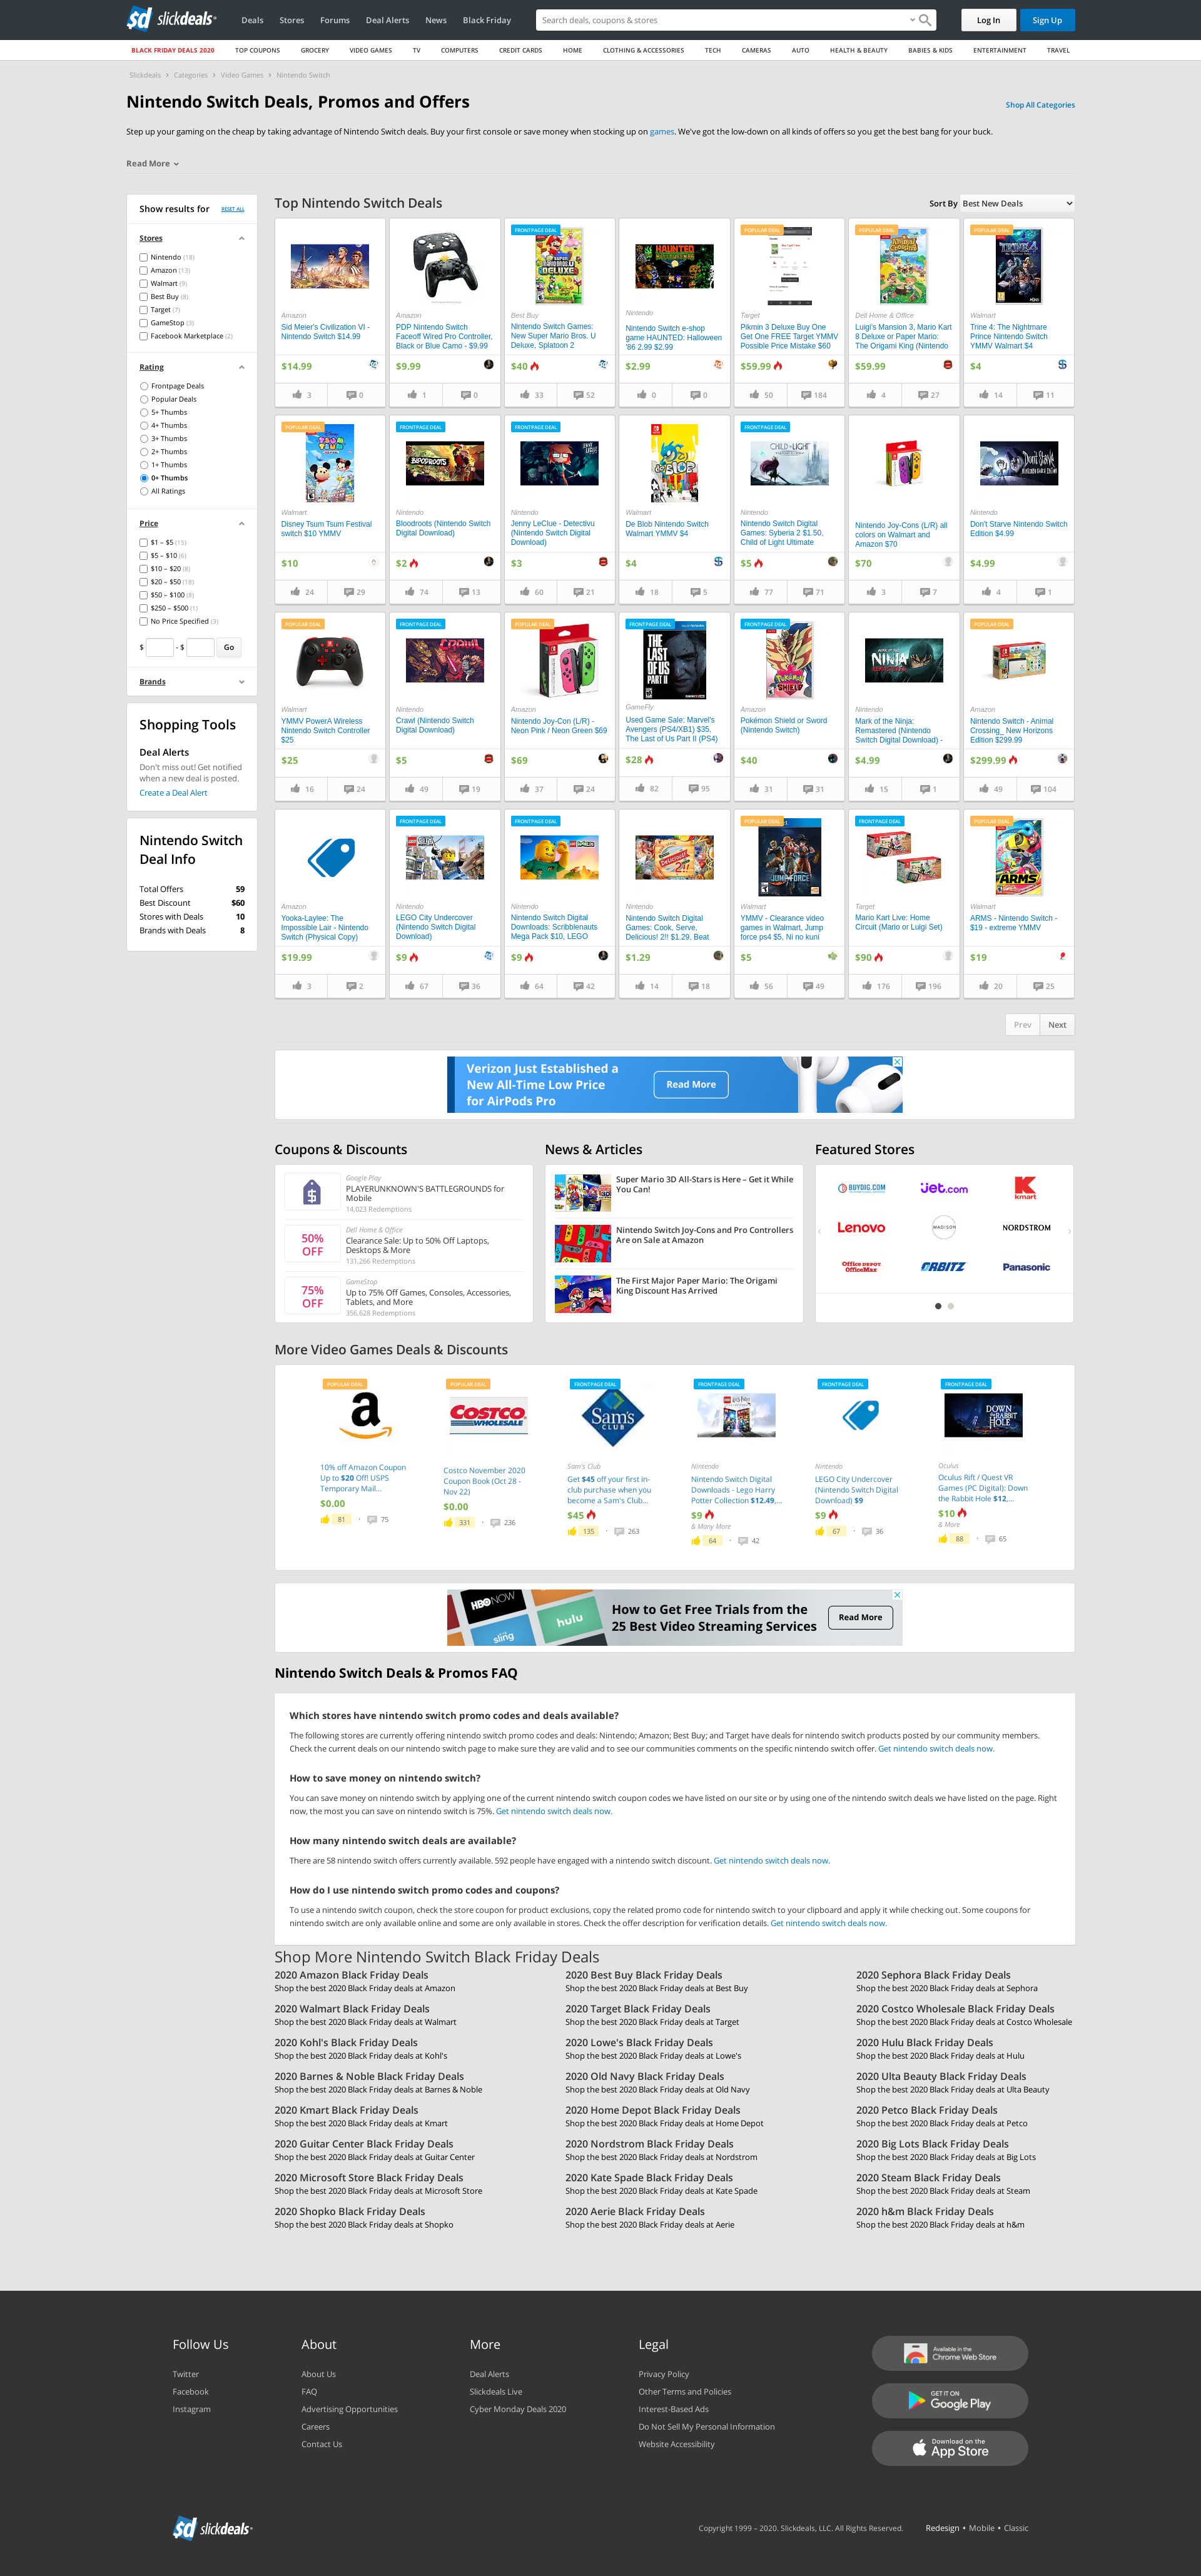 sd slickdeals
Deals
Stores
Forums
Deal Alerts
News
Black Friday
Search deals, coupons & stores
Log In
Sign Up
BLACK FRIDAY DEALS 2020
TOP COUPONS
GROCERY
VIDEO GAMES
TV
COMPUTERS
CREDIT CARDS
HOME
CLOTHING & ACCESSORIES
TECH
CAMERAS
AUTO
HEALTH & BEAUTY
BABIES & KIDS
ENTERTAINMENT
TRAVEL
Slickdeals > Categories > Video Games > Nintendo Switch
Nintendo Switch Deals, Promos and Offers
Shop All Categories
Step up your gaming on the cheap by taking advantage of Nintendo Switch deals. Buy your first console or save money when stocking up on games. We've got the low-down on all kinds of offers so you get the best bang for your buck.
Read More
Show results for
RESET ALL
Stores
Nintendo (18)
Amazon (13)
Walmart (9)
Best Buy (8)
Target (7)
GameStop (3)
Facebook Marketplace (2)
Rating
Frontpage Deals
Popular Deals
5+ Thumbs
4+ Thumbs
3+ Thumbs
2+ Thumbs
1+ Thumbs
0+ Thumbs
All Ratings
Price
$1 – $5 (15)
$5 – $10 (6)
$10 – $20 (8)
$20 – $50 (18)
$50 – $100 (8)
$250 – $500 (1)
No Price Specified (3)
$ - $ Go
Brands
Shopping Tools
Deal Alerts
Don't miss out! Get notified
when a new deal is posted.
Create a Deal Alert
Nintendo Switch
Deal Info
Total Offers 59
Best Discount $60
Stores with Deals 10
Brands with Deals 8
Top Nintendo Switch Deals
Sort By Best New Deals
Amazon
Sid Meier's Civilization VI -
Nintendo Switch $14.99
$14.99
3 0
Amazon
PDP Nintendo Switch
Faceoff Wired Pro Controller,
Black or Blue Camo - $9.99
$9.99
1 0
FRONTPAGE DEAL
Best Buy
Nintendo Switch Games:
New Super Mario Bros. U
Deluxe, Splatoon 2
$40
33 52
HAUNTED
Nintendo
Nintendo Switch e-shop
game HAUNTED: Halloween
'86 2.99 $2.99
$2.99
0 0
POPULAR DEAL
Target
Pikmin 3 Deluxe Buy One
Get One FREE Target YMMV
Possible Price Mistake $60
$59.99
50 184
POPULAR DEAL
Dell Home & Office
Luigi's Mansion 3, Mario Kart
8 Deluxe or Paper Mario:
The Origami King (Nintendo
$59.99
4 27
POPULAR DEAL
Walmart
Trine 4: The Nightmare
Prince Nintendo Switch
YMMV Walmart $4
$4
14 11
POPULAR DEAL
Walmart
Disney Tsum Tsum Festival
switch $10 YMMV
$10
24 29
FRONTPAGE DEAL
BLOODROOTS
Nintendo
Bloodroots (Nintendo Switch
Digital Download)
$2
74 13
FRONTPAGE DEAL
Nintendo
Jenny LeClue - Detectivu
(Nintendo Switch Digital
Download)
$3
60 21
Walmart
De Blob Nintendo Switch
Walmart YMMV $4
$4
18 5
FRONTPAGE DEAL
CHILD of LIGHT
Nintendo
Nintendo Switch Digital
Games: Syberia 2 $1.50,
Child of Light Ultimate
$5
77 71
Nintendo Joy-Cons (L/R) all
colors on Walmart and
Amazon $70
$70
3 7
Don't Starve
Nintendo
Don't Starve Nintendo Switch
Edition $4.99
$4.99
4 1
POPULAR DEAL
Walmart
YMMV PowerA Wireless
Nintendo Switch Controller
$25
$25
16 24
FRONTPAGE DEAL
CRAWL
Nintendo
Crawl (Nintendo Switch
Digital Download)
$5
49 19
POPULAR DEAL
Amazon
Nintendo Joy-Con (L/R) -
Neon Pink / Neon Green $69
$69
37 24
FRONTPAGE DEAL
THE LAST OF US PART II
GameFly
Used Game Sale: Marvel's
Avengers (PS4/XB1) $35,
The Last of Us Part II (PS4)
$28
82 95
FRONTPAGE DEAL
Amazon
Pokémon Shield or Sword
(Nintendo Switch)
$40
31 31
NINJA
Nintendo
Mark of the Ninja:
Remastered (Nintendo
Switch Digital Download) -
$4.99
15 1
POPULAR DEAL
Amazon
Nintendo Switch - Animal
Crossing_ New Horizons
Edition $299.99
$299.99
49 104
Amazon
Yooka-Laylee: The
Impossible Lair - Nintendo
Switch (Physical Copy)
$19.99
3 2
FRONTPAGE DEAL
Nintendo
LEGO City Undercover
(Nintendo Switch Digital
Download)
$9
67 36
FRONTPAGE DEAL
Nintendo
Nintendo Switch Digital
Downloads: Scribblenauts
Mega Pack $10, LEGO
$9
64 42
Nintendo
Nintendo Switch Digital
Games: Cook, Serve,
Delicious! 2!! $1.29, Beat
$1.29
14 18
POPULAR DEAL
JUMP FORCE
Walmart
YMMV - Clearance video
games in Walmart, Jump
force ps4 $5, Ni no kuni
$5
56 49
FRONTPAGE DEAL
Target
Mario Kart Live: Home
Circuit (Mario or Luigi Set)
$90
176 196
POPULAR DEAL
ARMS
Walmart
ARMS - Nintendo Switch -
$19 - extreme YMMV
$19
20 25
Prev Next
Verizon Just Established a
New All-Time Low Price
for AirPods Pro
Read More
Coupons & Discounts
Google Play
PLAYERUNKNOWN'S BATTLEGROUNDS for
Mobile
14,023 Redemptions
50%
OFF
Dell Home & Office
Clearance Sale: Up to 50% Off Laptops,
Desktops & More
131,266 Redemptions
75%
OFF
GameStop
Up to 75% Off Games, Consoles, Accessories,
Tablets, and More
356,628 Redemptions
News & Articles
Super Mario 3D All-Stars is Here – Get it While
You Can!
Nintendo Switch Joy-Cons and Pro Controllers
Are on Sale at Amazon
The First Major Paper Mario: The Origami
King Discount Has Arrived
Featured Stores
BUYDIG.COM
jet.com
kmart
Lenovo
MADISON
NORDSTROM
Office DEPOT
OfficeMax
ORBITZ
Panasonic
More Video Games Deals & Discounts
POPULAR DEAL
10% off Amazon Coupon
Up to $20 Off! USPS
Temporary Mail...
$0.00
81 · 75
POPULAR DEAL
COSTCO
WHOLESALE
Costco November 2020
Coupon Book (Oct 28 -
Nov 22)
$0.00
331 · 236
FRONTPAGE DEAL
Sam's
CLUB
Sam's Club
Get $45 off your first in-
club purchase when you
become a Sam's Club...
$45
135 · 263
FRONTPAGE DEAL
Nintendo
Nintendo Switch Digital
Downloads - Lego Harry
Potter Collection $12.49,...
$9
& Many More
64 · 42
FRONTPAGE DEAL
Nintendo
LEGO City Undercover
(Nintendo Switch Digital
Download) $9
$9
67 · 36
FRONTPAGE DEAL
DOWN the RABBIT HOLE
Oculus
Oculus Rift / Quest VR
Games (PC Digital): Down
the Rabbit Hole $12,...
$10
& More
88 · 65
HBO NOW
hulu
sling
How to Get Free Trials from the
25 Best Video Streaming Services
Read More
Nintendo Switch Deals & Promos FAQ
Which stores have nintendo switch promo codes and deals available?
The following stores are currently offering nintendo switch promo codes and deals: Nintendo; Amazon; Best Buy; and Target have deals for nintendo switch products posted by our community members.
Check the current deals on our nintendo switch page to make sure they are valid and to see our communities comments on the specific nintendo switch offer. Get nintendo switch deals now.
How to save money on nintendo switch?
You can save money on nintendo switch by applying one of the current nintendo switch coupon codes we have listed on our site or by using one of the nintendo switch deals we have listed on the page. Right
now, the most you can save on nintendo switch is 75%. Get nintendo switch deals now.
How many nintendo switch deals are available?
There are 58 nintendo switch offers currently available. 592 people have engaged with a nintendo switch discount. Get nintendo switch deals now.
How do I use nintendo switch promo codes and coupons?
To use a nintendo switch coupon, check the store coupon for product exclusions, copy the related promo code for nintendo switch to your clipboard and apply it while checking out. Some coupons for
nintendo switch are only available online and some are only available in stores. Check the offer description for verification details. Get nintendo switch deals now.
Shop More Nintendo Switch Black Friday Deals
2020 Amazon Black Friday Deals
Shop the best 2020 Black Friday deals at Amazon
2020 Best Buy Black Friday Deals
Shop the best 2020 Black Friday deals at Best Buy
2020 Sephora Black Friday Deals
Shop the best 2020 Black Friday deals at Sephora
2020 Walmart Black Friday Deals
Shop the best 2020 Black Friday deals at Walmart
2020 Target Black Friday Deals
Shop the best 2020 Black Friday deals at Target
2020 Costco Wholesale Black Friday Deals
Shop the best 2020 Black Friday deals at Costco Wholesale
2020 Kohl's Black Friday Deals
Shop the best 2020 Black Friday deals at Kohl's
2020 Lowe's Black Friday Deals
Shop the best 2020 Black Friday deals at Lowe's
2020 Hulu Black Friday Deals
Shop the best 2020 Black Friday deals at Hulu
2020 Barnes & Noble Black Friday Deals
Shop the best 2020 Black Friday deals at Barnes & Noble
2020 Old Navy Black Friday Deals
Shop the best 2020 Black Friday deals at Old Navy
2020 Ulta Beauty Black Friday Deals
Shop the best 2020 Black Friday deals at Ulta Beauty
2020 Kmart Black Friday Deals
Shop the best 2020 Black Friday deals at Kmart
2020 Home Depot Black Friday Deals
Shop the best 2020 Black Friday deals at Home Depot
2020 Petco Black Friday Deals
Shop the best 2020 Black Friday deals at Petco
2020 Guitar Center Black Friday Deals
Shop the best 2020 Black Friday deals at Guitar Center
2020 Nordstrom Black Friday Deals
Shop the best 2020 Black Friday deals at Nordstrom
2020 Big Lots Black Friday Deals
Shop the best 2020 Black Friday deals at Big Lots
2020 Microsoft Store Black Friday Deals
Shop the best 2020 Black Friday deals at Microsoft Store
2020 Kate Spade Black Friday Deals
Shop the best 2020 Black Friday deals at Kate Spade
2020 Steam Black Friday Deals
Shop the best 2020 Black Friday deals at Steam
2020 Shopko Black Friday Deals
Shop the best 2020 Black Friday deals at Shopko
2020 Aerie Black Friday Deals
Shop the best 2020 Black Friday deals at Aerie
2020 h&m Black Friday Deals
Shop the best 2020 Black Friday deals at h&m
Follow Us
Twitter
Facebook
Instagram
About
About Us
FAQ
Advertising Opportunities
Careers
Contact Us
More
Deal Alerts
Slickdeals Live
Cyber Monday Deals 2020
Legal
Privacy Policy
Other Terms and Policies
Interest-Based Ads
Do Not Sell My Personal Information
Website Accessibility
Available in the
Chrome Web Store
GET IT ON
Google Play
Download on the
App Store
sd slickdeals
Copyright 1999 – 2020. Slickdeals, LLC. All Rights Reserved.
Redesign • Mobile • Classic